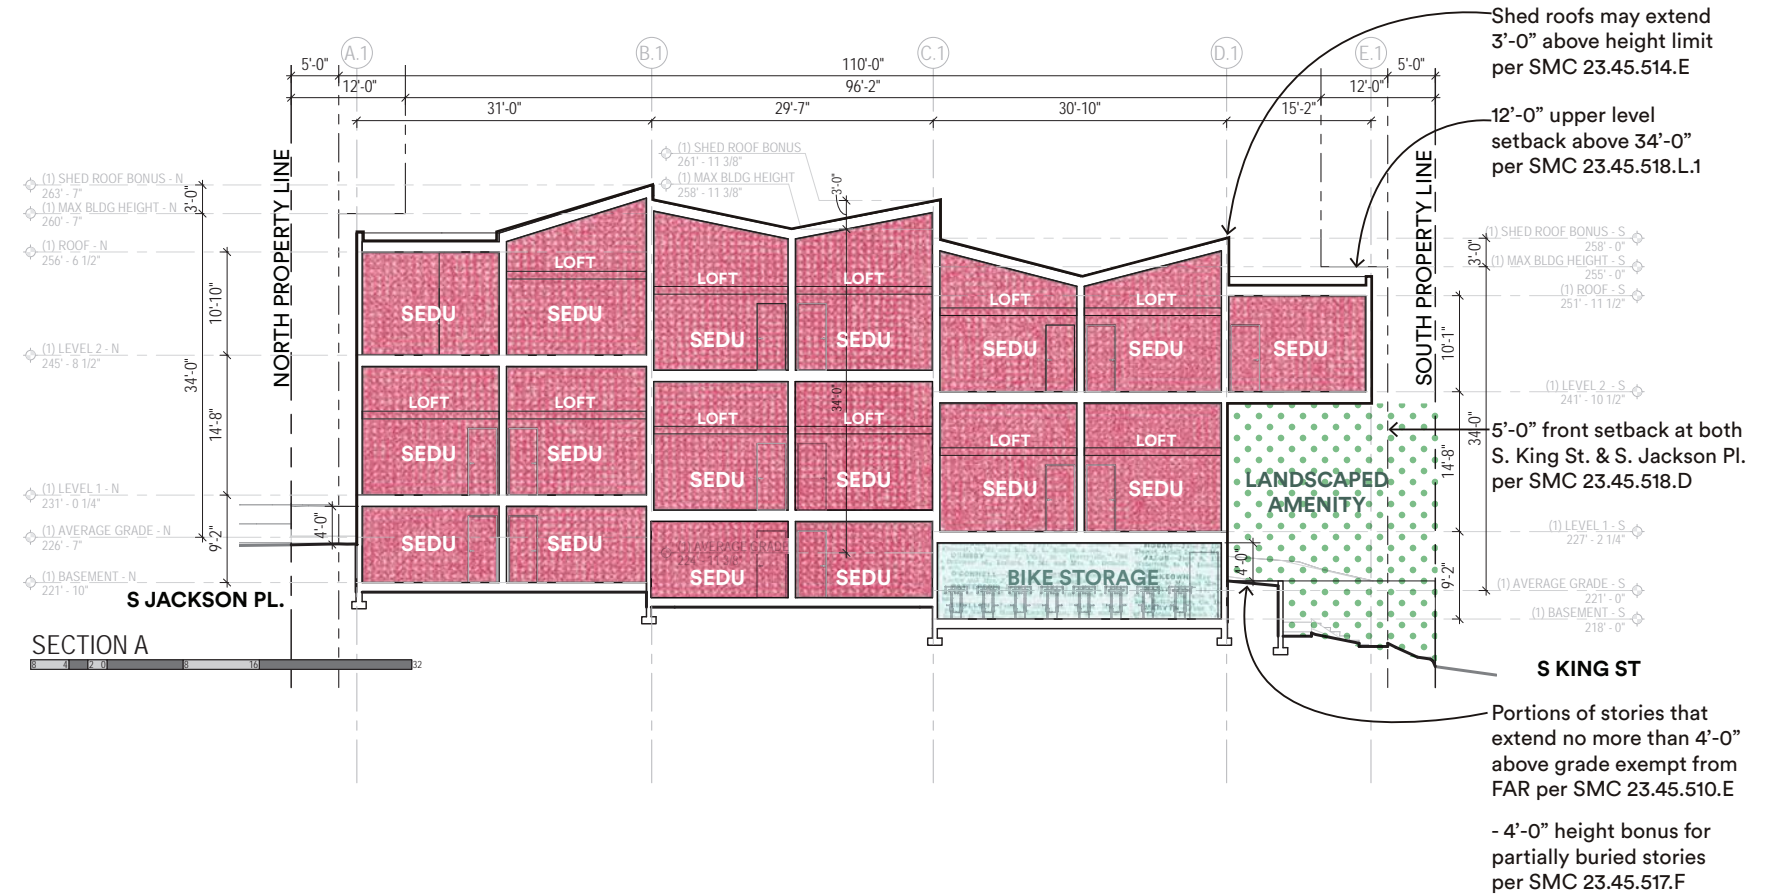 Shed roofs may extend
3'-0" above height limit
per SMC 23.45.514.E
A.1
B.1
C.1
D.1
E.1
5'-0"
110'-0"
5'-0"
12'-0"
96'-2"
12'-0"
31'-0"
29'-7"
30'-10"
15'-2"
12'-0" upper level
setback above 34'-0"
per SMC 23.45.518.L.1
(1) SHED ROOF BONUS
261' - 11 3/8"
(1) MAX BLDG HEIGHT
258' - 11 3/8"
(1) SHED ROOF BONUS - N
263' - 7"
(1) MAX BLDG HEIGHT - N
260' - 7"
(1) ROOF - N
256' - 6 1/2"
(1) LEVEL 2 - N
245' - 8 1/2"
(1) LEVEL 1 - N
231' - 0 1/4"
(1) AVERAGE GRADE - N
226' - 7"
(1) BASEMENT - N
221' - 10"
3'-0"
34'-0"
10'-10"
14'-8"
9'-2"
4'-0"
NORTH PROPERTY LINE
3'-0"
34'-0"
LOFT
SEDU
SEDU
LOFT
SEDU
LOFT
SEDU
LOFT
SEDU
LOFT
SEDU
SEDU
LOFT
SEDU
LOFT
SEDU
LOFT
SEDU
LOFT
SEDU
LOFT
SEDU
LOFT
SEDU
SEDU
SEDU
(1) AVERAGE GRADE
SEDU
SEDU
BIKE STORAGE
4'-0"
LANDSCAPED
AMENITY
SOUTH PROPERTY LINE
3'-0"
34'-0"
10'-1"
14'-8"
9'-2"
(1) SHED ROOF BONUS - S
258' - 0"
(1) MAX BLDG HEIGHT - S
255' - 0"
(1) ROOF - S
251' - 11 1/2"
(1) LEVEL 2 - S
241' - 10 1/2"
5'-0" front setback at both
S. King St. & S. Jackson Pl.
per SMC 23.45.518.D
(1) LEVEL 1 - S
227' - 2 1/4"
(1) AVERAGE GRADE - S
221' - 0"
(1) BASEMENT - S
218' - 0"
S JACKSON PL.
SECTION A
8 4 2 0 8 16 32
S KING ST
Portions of stories that
extend no more than 4'-0"
above grade exempt from
FAR per SMC 23.45.510.E
- 4'-0" height bonus for
partially buried stories
per SMC 23.45.517.F